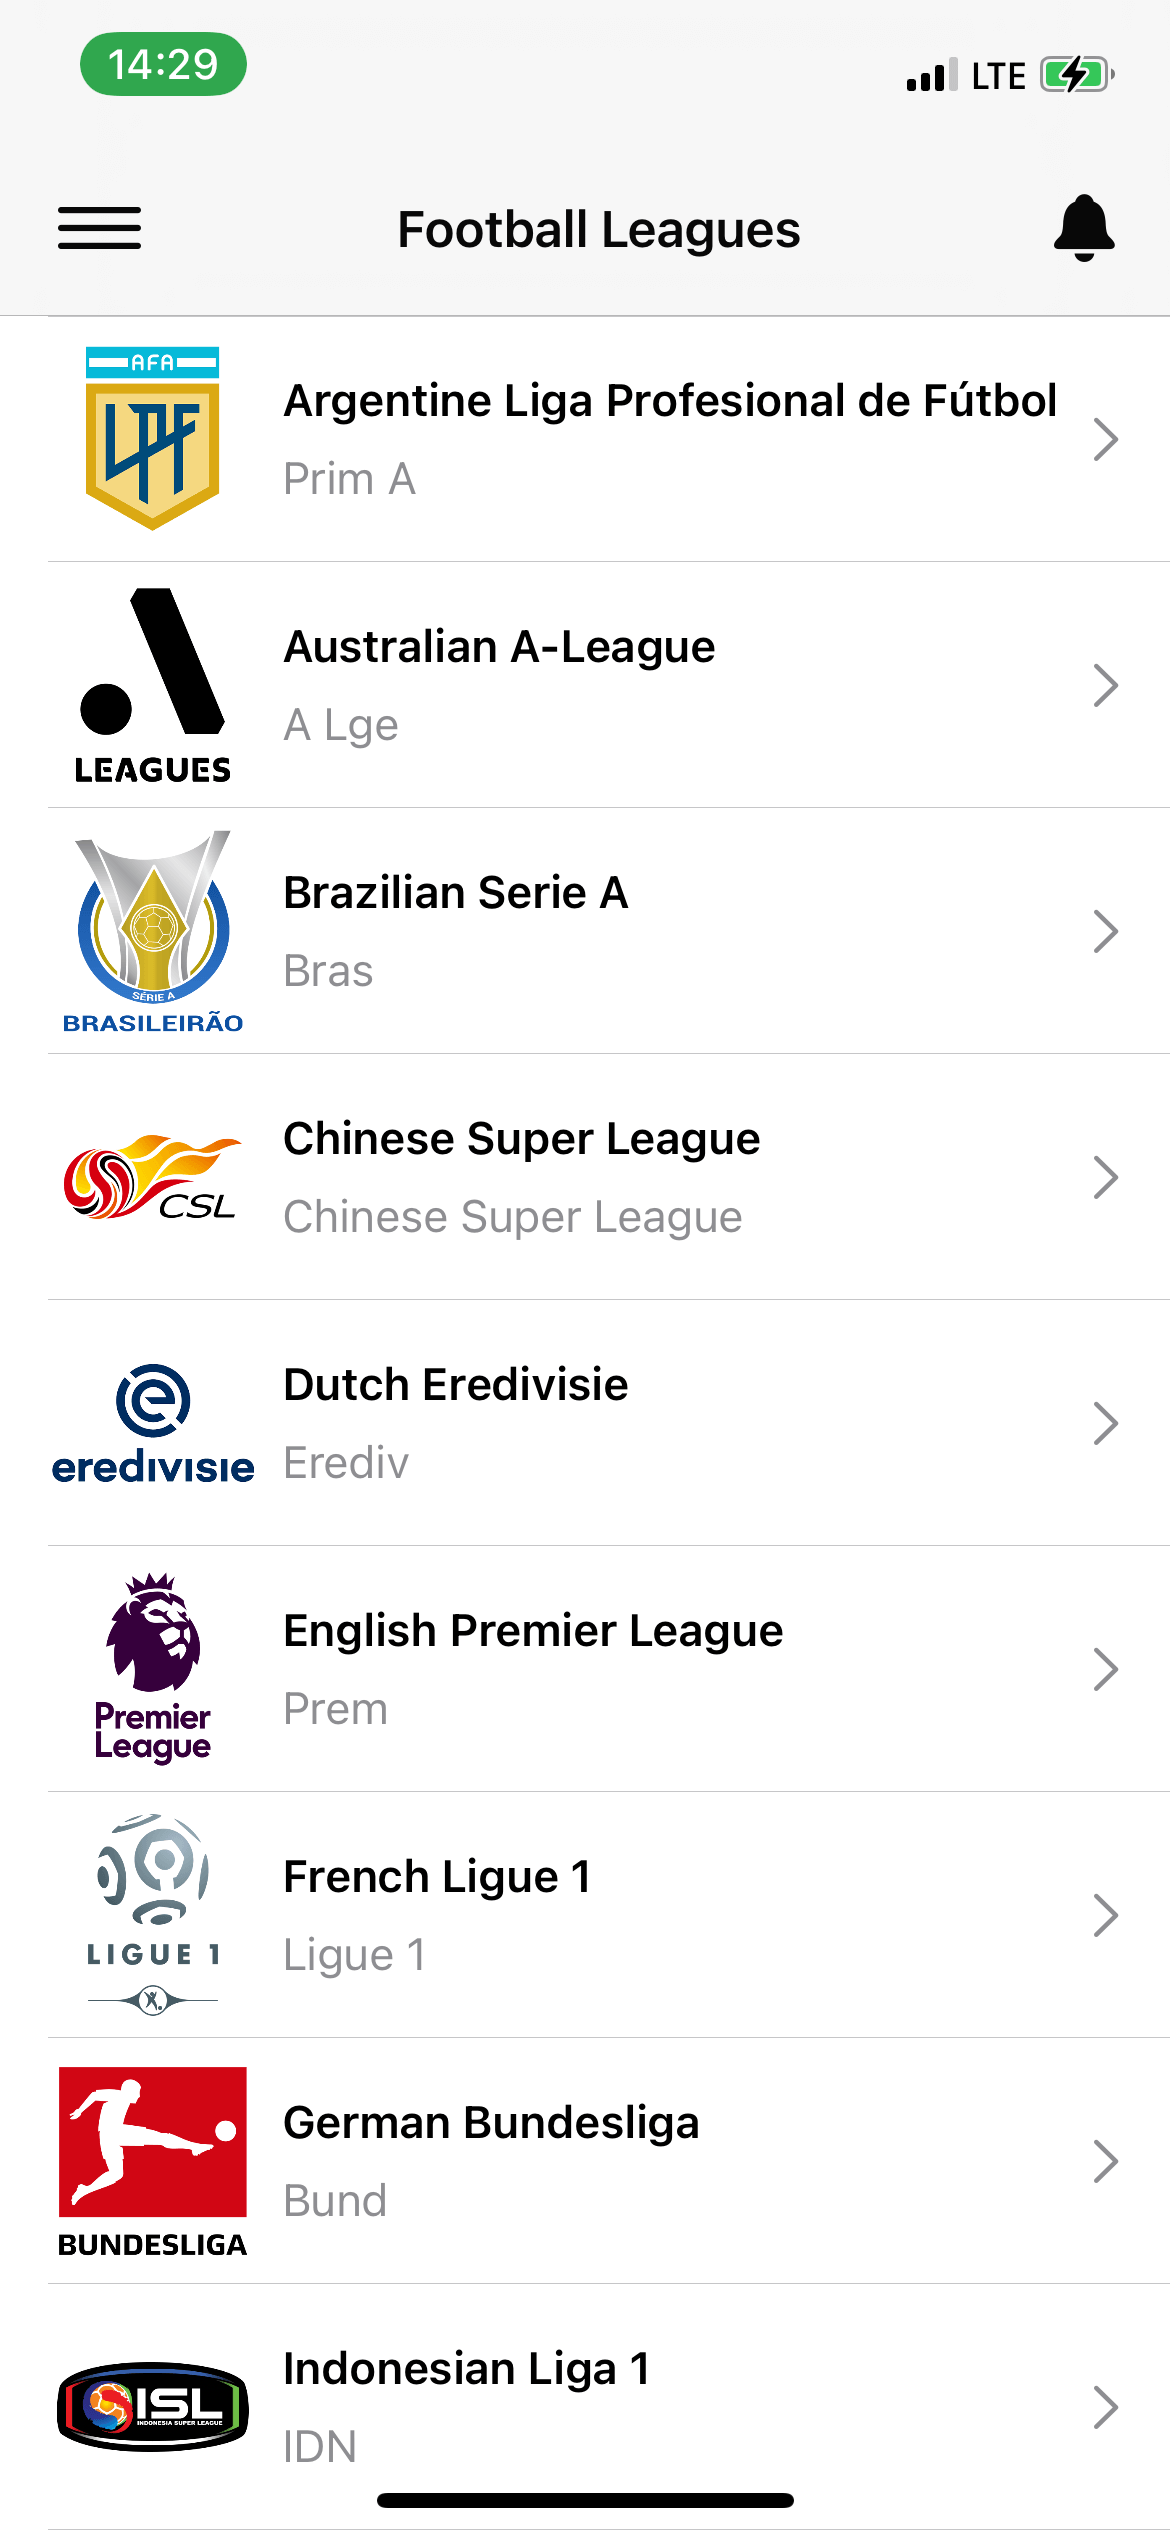 14:29
LTE
Football Leagues
AFA
LPF
Argentine Liga Profesional de Fútbol
Prim A
LEAGUES
Australian A-League
A Lge
SÉRIE A
BRASILEIRÃO
Brazilian Serie A
Bras
CSL
Chinese Super League
Chinese Super League
eredivisie
Dutch Eredivisie
Erediv
Premier
League
English Premier League
Prem
LIGUE 1
French Ligue 1
Ligue 1
BUNDESLIGA
German Bundesliga
Bund
ISL
INDONESIA SUPER LEAGUE
Indonesian Liga 1
IDN